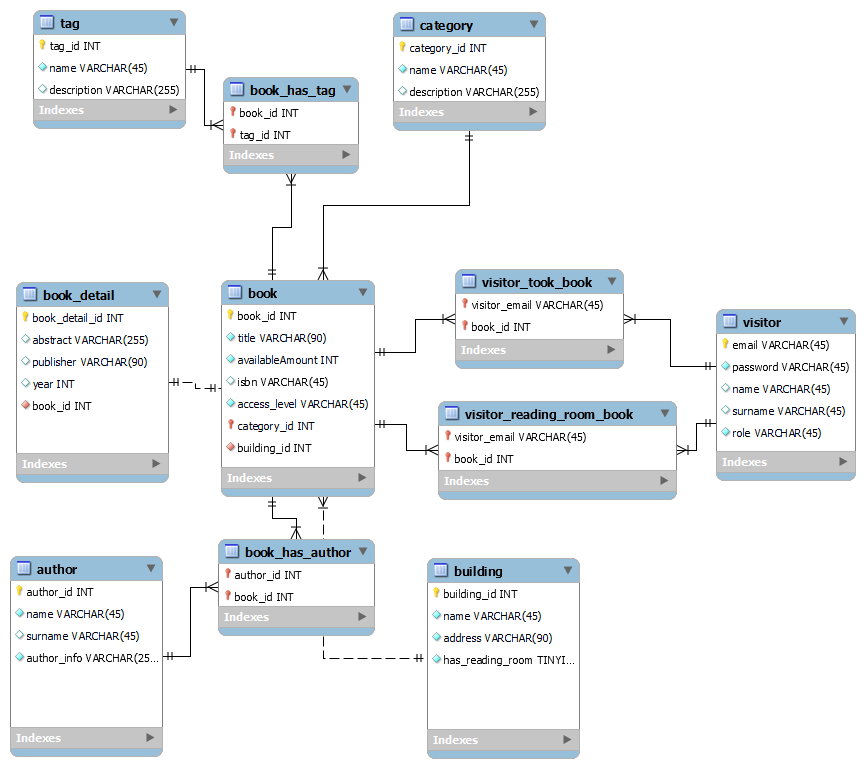 tag
tag_id INT
name VARCHAR(45)
description VARCHAR(255)
Indexes
category
category_id INT
name VARCHAR(45)
description VARCHAR(255)
Indexes
book_has_tag
book_id INT
tag_id INT
Indexes
book_detail
book_detail_id INT
abstract VARCHAR(255)
publisher VARCHAR(90)
year INT
book_id INT
Indexes
book
book_id INT
title VARCHAR(90)
availableAmount INT
isbn VARCHAR(45)
access_level VARCHAR(45)
category_id INT
building_id INT
Indexes
visitor_took_book
visitor_email VARCHAR(45)
book_id INT
Indexes
visitor
email VARCHAR(45)
password VARCHAR(45)
name VARCHAR(45)
surname VARCHAR(45)
role VARCHAR(45)
Indexes
visitor_reading_room_book
visitor_email VARCHAR(45)
book_id INT
Indexes
author
author_id INT
name VARCHAR(45)
surname VARCHAR(45)
author_info VARCHAR(25...
Indexes
book_has_author
author_id INT
book_id INT
Indexes
building
building_id INT
name VARCHAR(45)
address VARCHAR(90)
has_reading_room TINYI...
Indexes